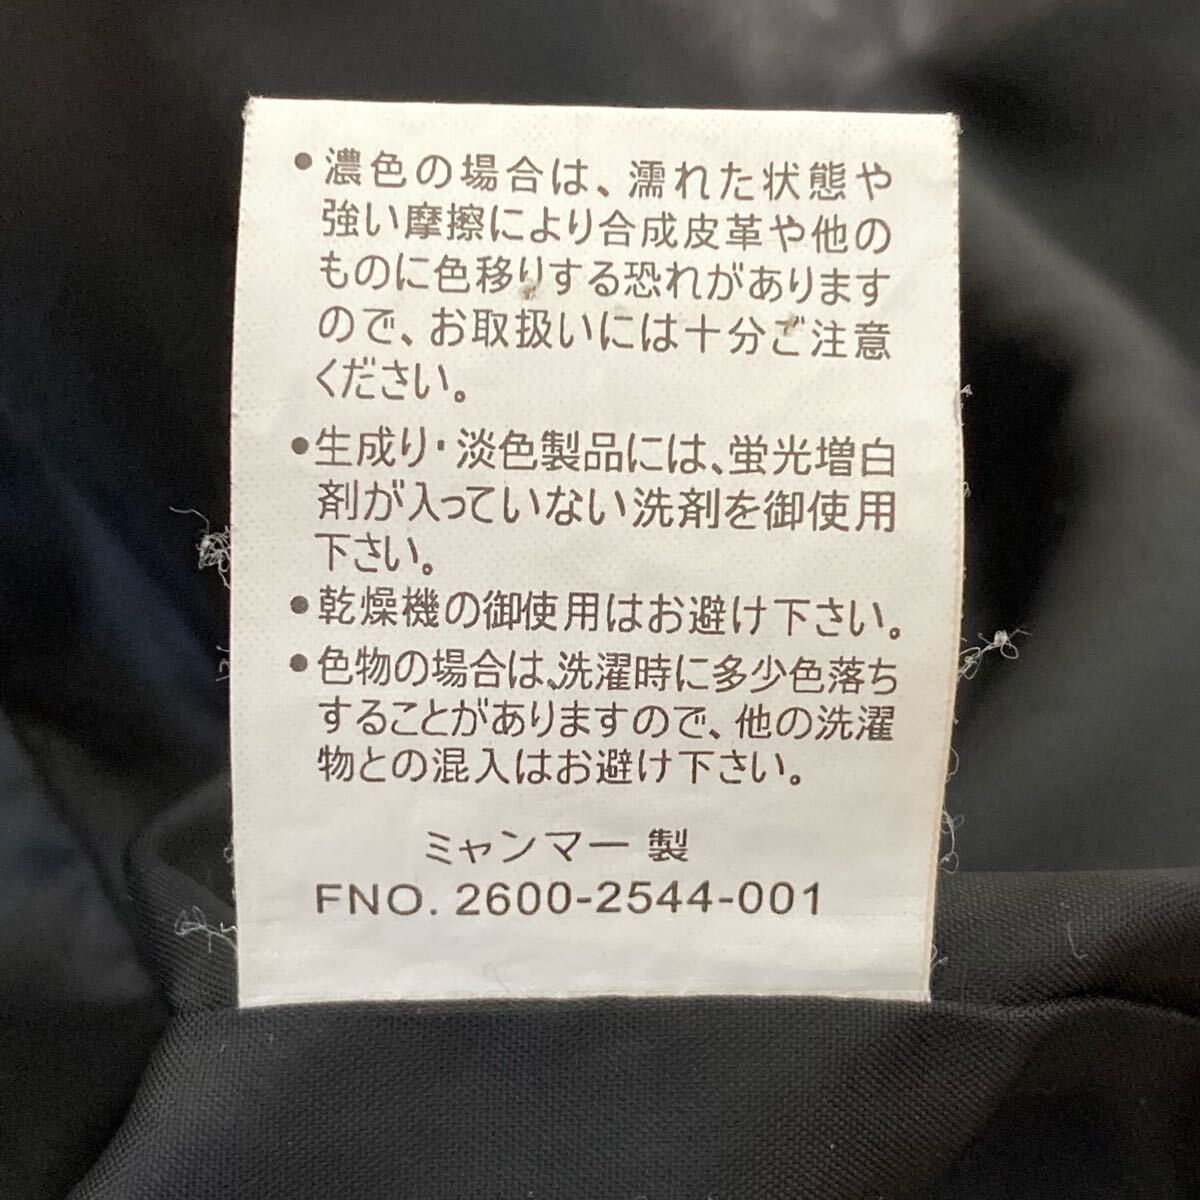 ●濃色の場合は、濡れた状態や
強い摩擦により合成皮革や他の
ものに色移りする恐れがあります
ので、お取扱いには十分ご注意
ください。
●生成り・淡色製品には、蛍光増白
剤が入っていない洗剤を御使用
下さい。
●乾燥機の御使用はお避け下さい。
●色物の場合は、洗濯時に多少色落ち
することがありますので、他の洗濯
物との混入はお避け下さい。
ミャンマー製
FNO. 2600-2544-001